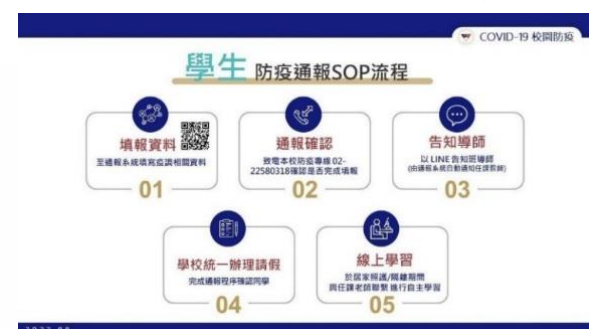 COVID-19 校園防疫
學生 防疫通報SOP流程
填報資料
至通報系統填寫疫調相關資料
01
通報確認
致電本校防疫專線02-
22580318確認是否完成填報
02
告知導師
以 LINE 告知班導師
(由通報系統自動通知任課教師)
03
學校統一辦理請假
完成通報程序確認同學
04
線上學習
於居家照護/隔離期間
與任課老師聯繫 進行自主學習
05